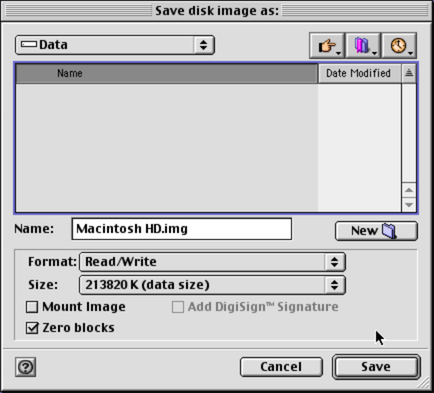 Save disk image as:
Data
Name Date Modified
Name: Macintosh HD.img New
Format: Read/Write
Size: 213820 K (data size)
Mount Image Add DigiSign™ Signature
Zero blocks
? Cancel Save